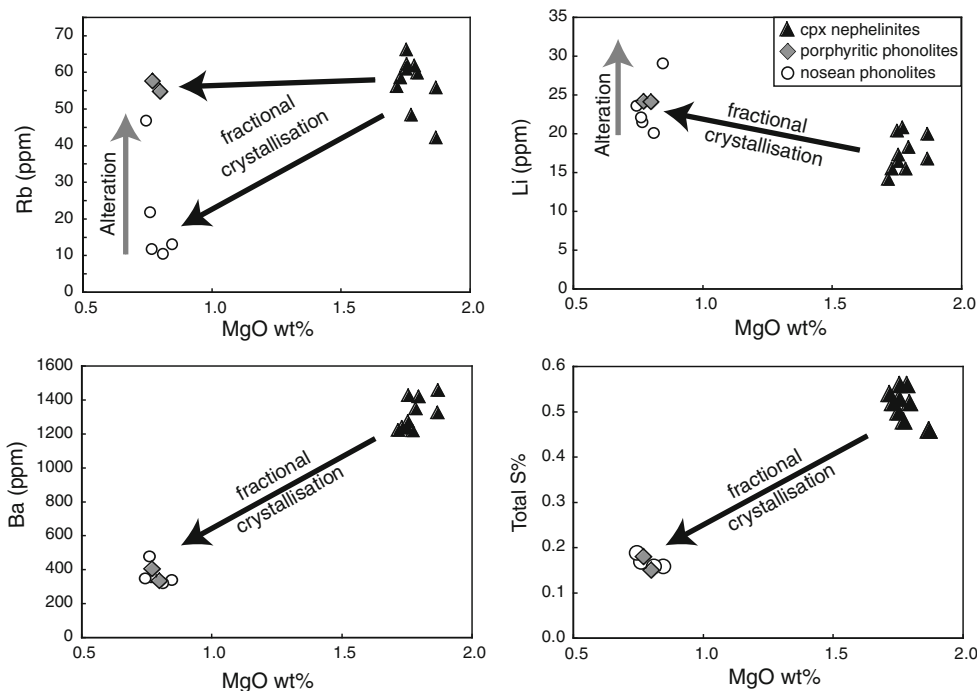 70
60
50
40
30
20
10
0
Rb (ppm)
Alteration
fractional
crystallisation
0.5
1.0
1.5
2.0
MgO wt%
35
30
25
20
15
10
5
0
Li (ppm)
Alteration
fractional
crystallisation
cpx nephelinites
porphyritic phonolites
nosean phonolites
0.5
1.0
1.5
2.0
MgO wt%
1600
1400
1200
1000
800
600
400
200
0
Ba (ppm)
fractional
crystallisation
0.5
1.0
1.5
2.0
MgO wt%
0.6
0.5
0.4
0.3
0.2
0.1
0.0
Total S%
fractional
crystallisation
0.5
1.0
1.5
2.0
MgO wt%